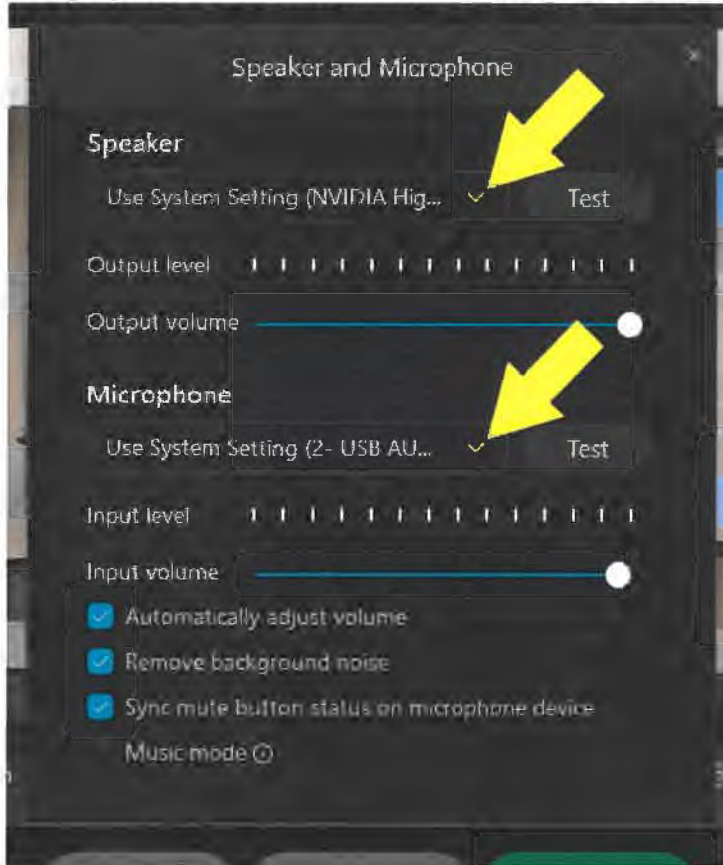 Speaker and Microphone
Speaker
Use System Setting (NVIDIA Hig...
Test
Output level
Output volume
Microphone
Use System Setting (2- USB AU...
Test
Input level
Input volume
Automatically adjust volume
Remove background noise
Sync mute button status on microphone device
Music mode